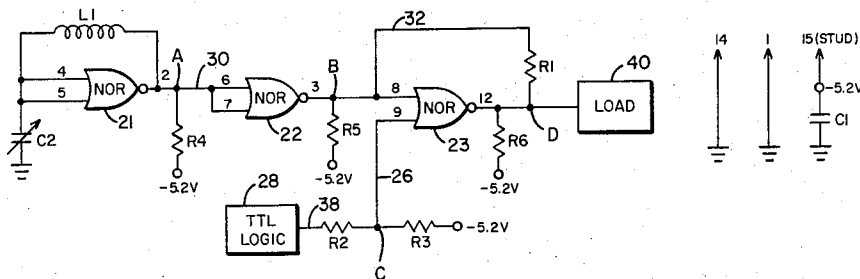 L1
4
5
NOR
21
C2
2
A
30
R4
-5.2V
6
7
NOR
22
3
B
R5
-5.2V
32
8
9
NOR
23
12
R1
D
R6
-5.2V
40
LOAD
26
28
TTL
LOGIC
38
R2
C
R3
-5.2V
14
1
15(STUD)
-5.2V
C1